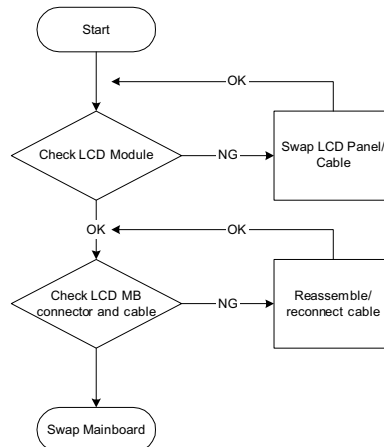 Start
OK
Check LCD Module
NG
Swap LCD Panel/
Cable
OK
OK
Check LCD MB
connector and cable
NG
Reassemble/
reconnect cable
Swap Mainboard